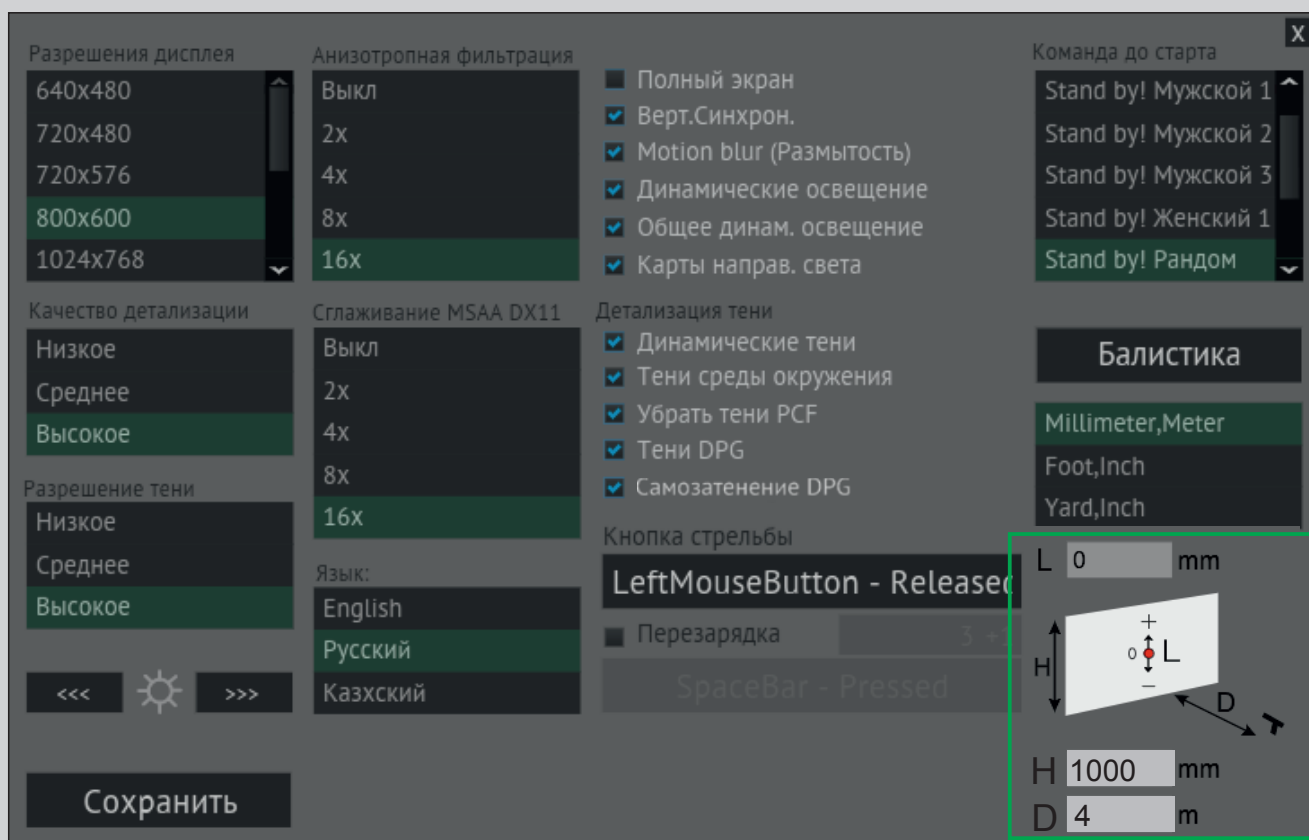 X
Разрешения дисплея
640x480
720x480
720x576
800x600
1024x768
Качество детализации
Низкое
Среднее
Высокое
Разрешение тени
Низкое
Среднее
Высокое
<<<
>>>
Сохранить
Анизотропная фильтрация
Выкл
2x
4x
8x
16x
Сглаживание MSAA DX11
Выкл
2x
4x
8x
16x
Язык:
English
Русский
Казхский
Полный экран
Верт.Синхрон.
Motion blur (Размытость)
Динамические освещение
Общее динам. освещение
Карты направ. света
Детализация тени
Динамические тени
Тени среды окружения
Убрать тени PCF
Тени DPG
Самозатенение DPG
Кнопка стрельбы
LeftMouseButton - Released
Перезарядка
3 +1
SpaceBar - Pressed
Команда до старта
Stand by! Мужской 1
Stand by! Мужской 2
Stand by! Мужской 3
Stand by! Женский 1
Stand by! Рандом
Балистика
Millimeter,Meter
Foot,Inch
Yard,Inch
L 0 mm
+
0 L
−
H
D
H 1000 mm
D 4 m